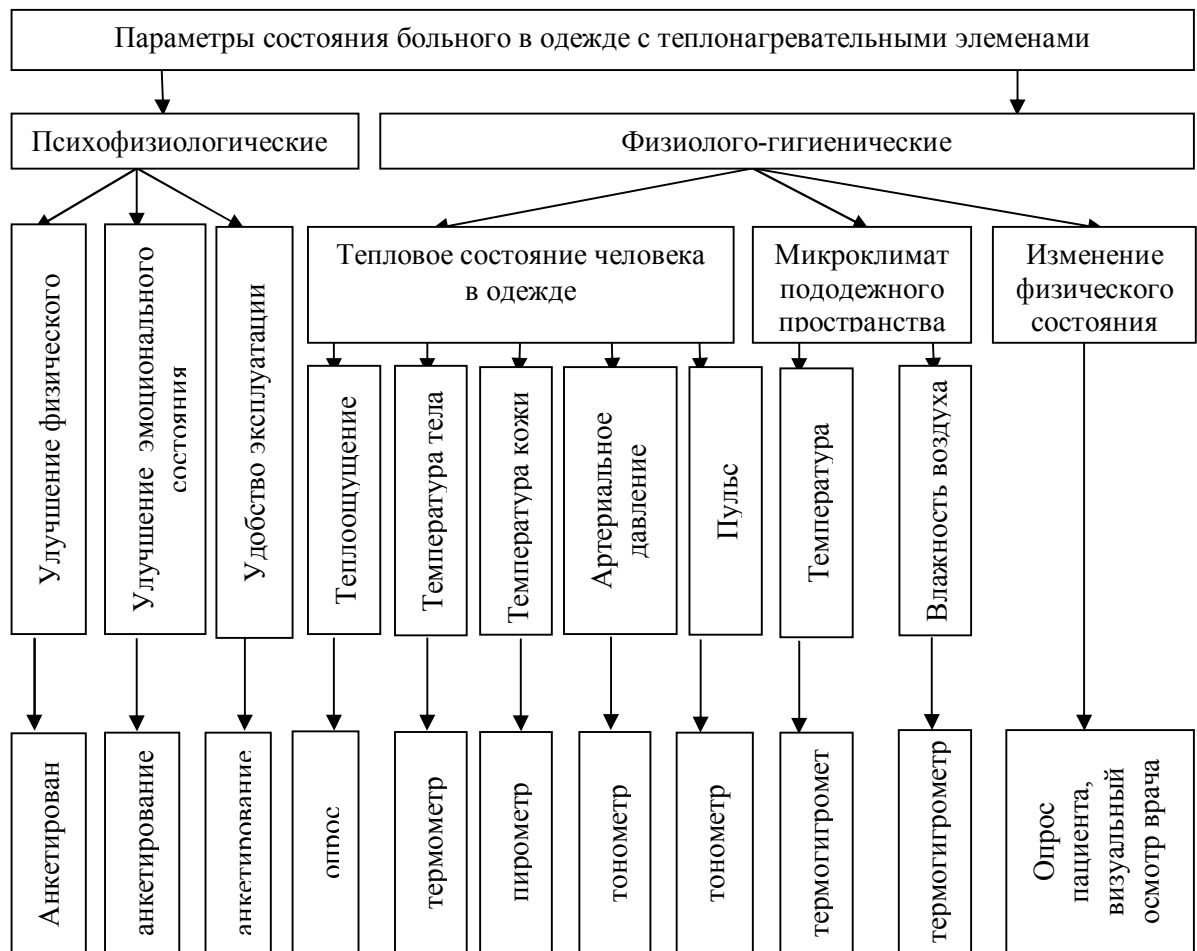 Параметры состояния больного в одежде с теплонагревательными элеменами
Психофизиологические
Физиолого-гигиенические
Улучшение физического
Улучшение эмоционального
состояния
Удобство эксплуатации
Тепловое состояние человека
в одежде
Микроклимат
пододежного
пространства
Изменение
физического
состояния
Теплоощущение
Температура тела
Температура кожи
Артериальное
давление
Пульс
Температура
Влажность воздуха
Анкетирован
анкетирование
анкетирование
опрос
термометр
пирометр
тонометр
тонометр
термогигромет
термогигрометр
Опрос
пациента,
визуальный
осмотр врача